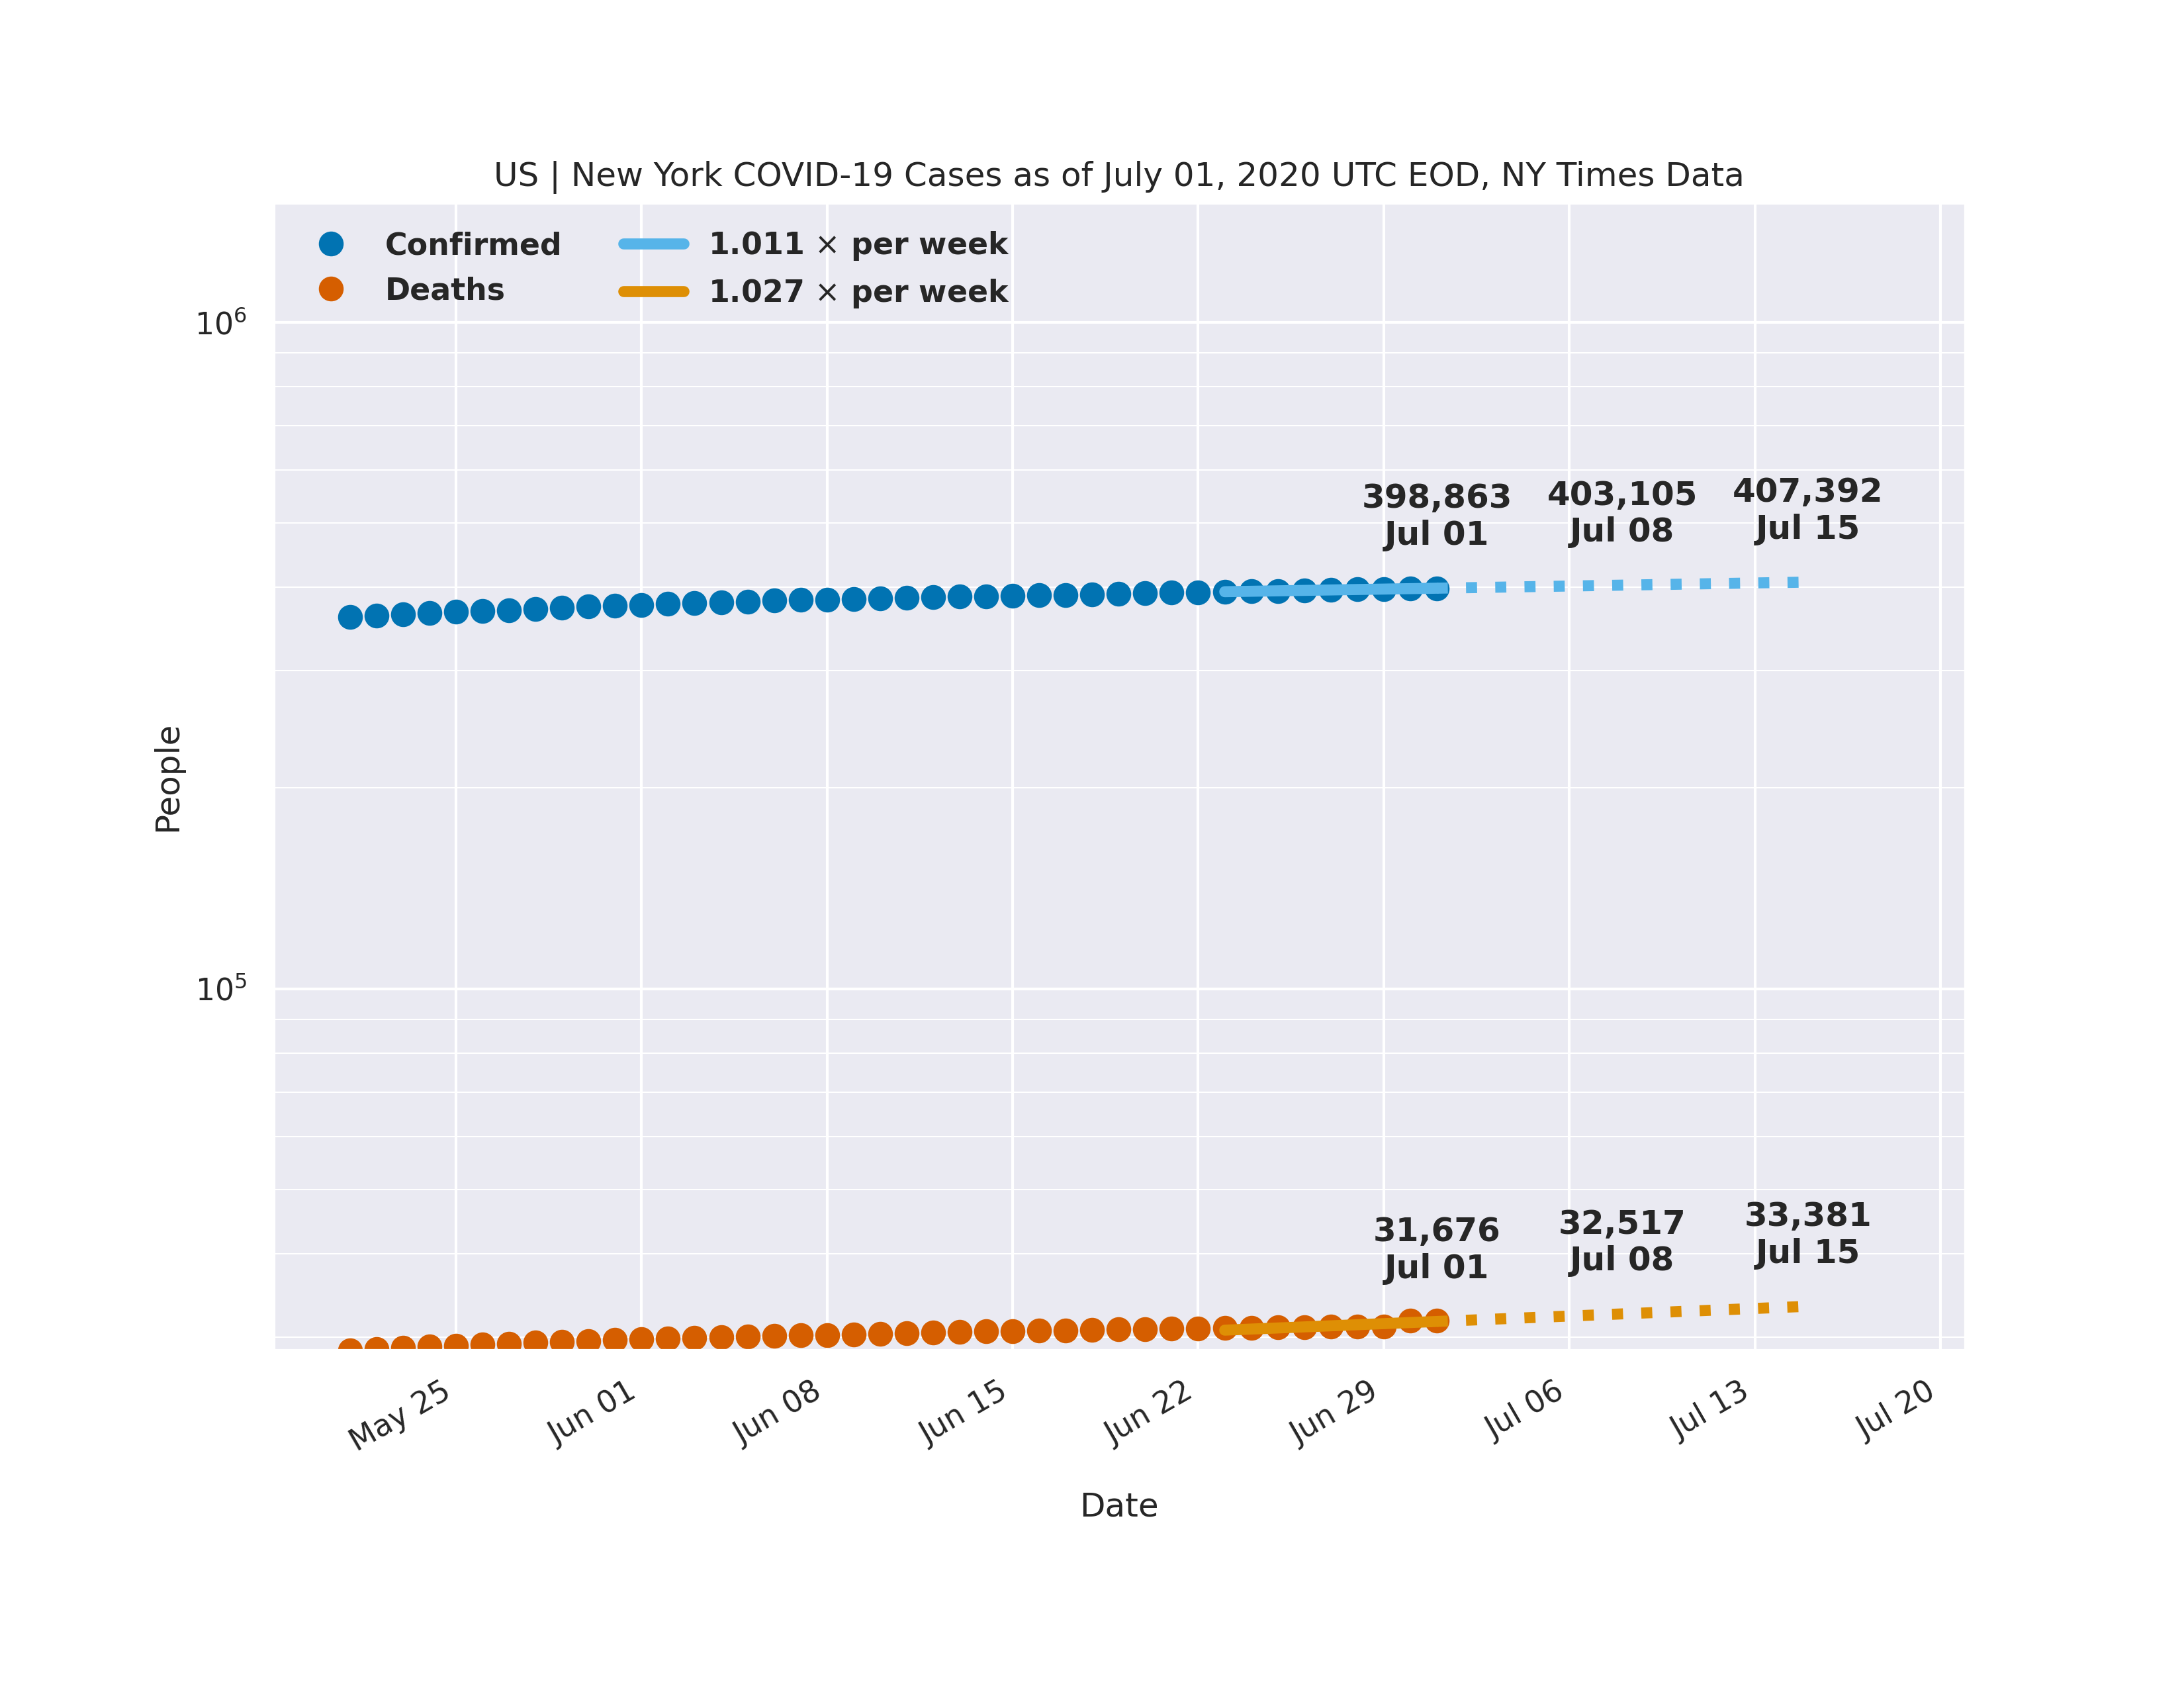 US | New York COVID-19 Cases as of July 01, 2020 UTC EOD, NY Times Data
Confirmed
Deaths
1.011 × per week
1.027 × per week
10⁶
10⁵
People
398,863
Jul 01
403,105
Jul 08
407,392
Jul 15
31,676
Jul 01
32,517
Jul 08
33,381
Jul 15
May 25
Jun 01
Jun 08
Jun 15
Jun 22
Jun 29
Jul 06
Jul 13
Jul 20
Date